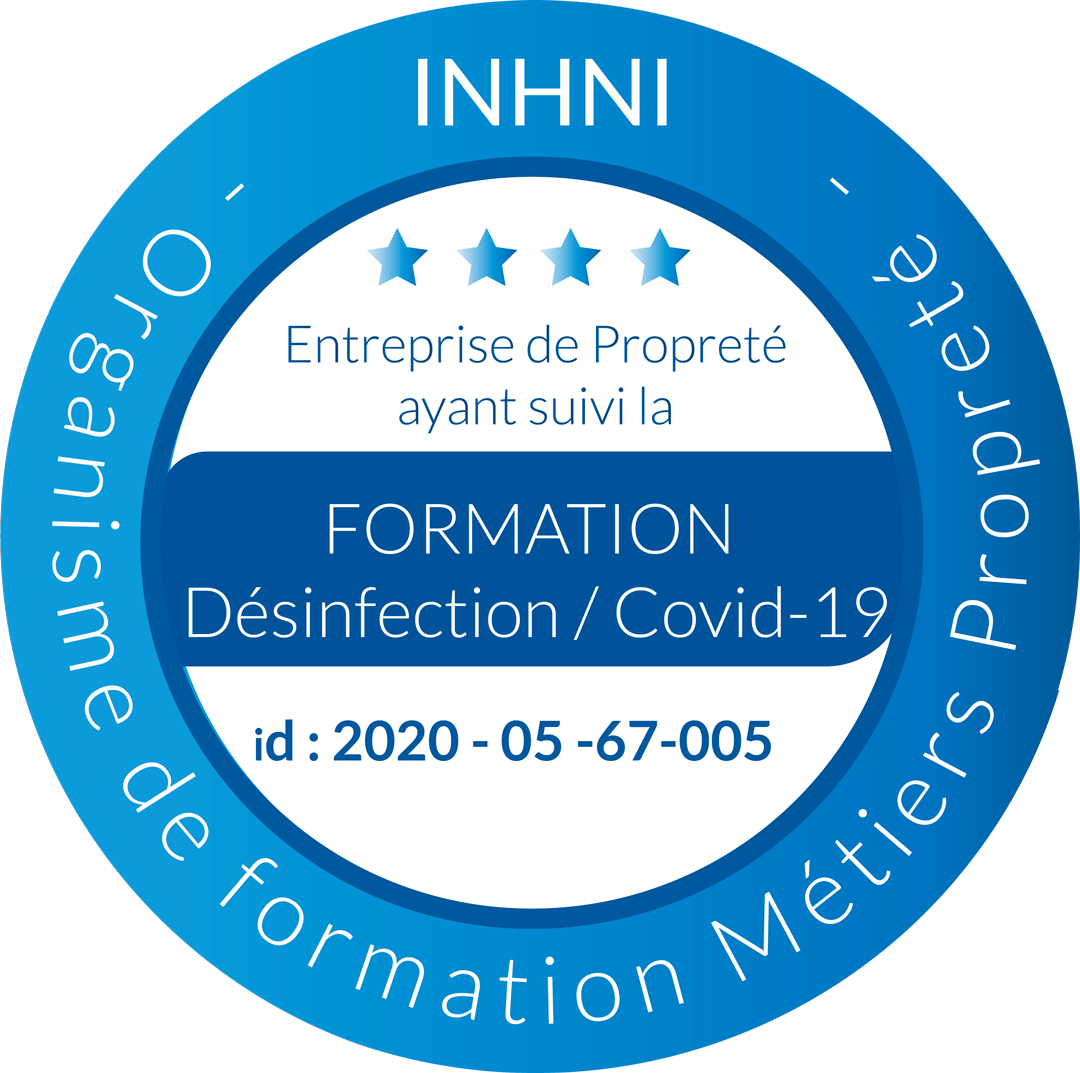 INHNI
- Organisme de formation Métiers Propreté -
Entreprise de Propreté
ayant suivi la
FORMATION
Désinfection / Covid-19
id : 2020 - 05 -67-005